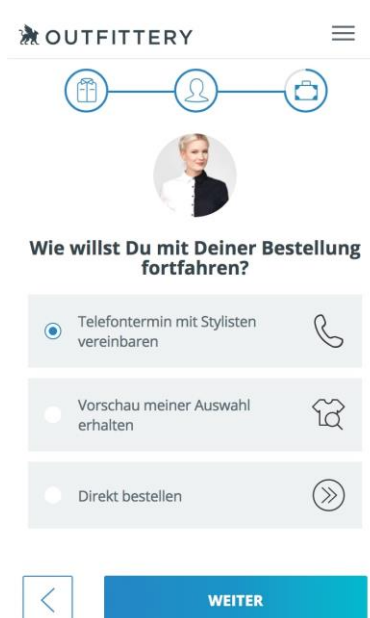 OUTFITTERY
Wie willst Du mit Deiner Bestellung
fortfahren?
Telefontermin mit Stylisten
vereinbaren
Vorschau meiner Auswahl
erhalten
Direkt bestellen
WEITER